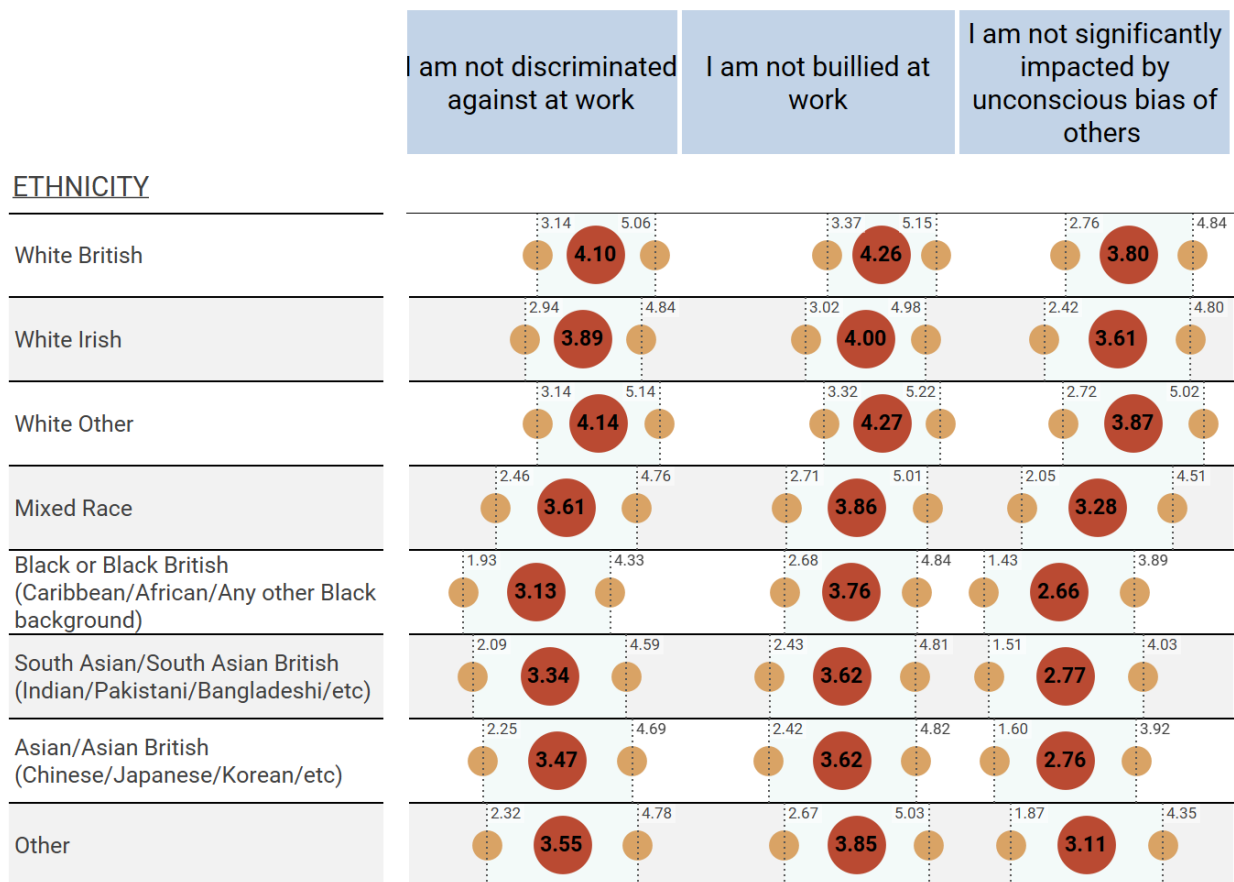 I am not discriminated
against at work
I am not buillied at
work
I am not significantly
impacted by
unconscious bias of
others
ETHNICITY
White British
3.14 4.10 5.06
3.37 4.26 5.15
2.76 3.80 4.84
White Irish
2.94 3.89 4.84
3.02 4.00 4.98
2.42 3.61 4.80
White Other
3.14 4.14 5.14
3.32 4.27 5.22
2.72 3.87 5.02
Mixed Race
2.46 3.61 4.76
2.71 3.86 5.01
2.05 3.28 4.51
Black or Black British
(Caribbean/African/Any other Black
background)
1.93 3.13 4.33
2.68 3.76 4.84
1.43 2.66 3.89
South Asian/South Asian British
(Indian/Pakistani/Bangladeshi/etc)
2.09 3.34 4.59
2.43 3.62 4.81
1.51 2.77 4.03
Asian/Asian British
(Chinese/Japanese/Korean/etc)
2.25 3.47 4.69
2.42 3.62 4.82
1.60 2.76 3.92
Other
2.32 3.55 4.78
2.67 3.85 5.03
1.87 3.11 4.35